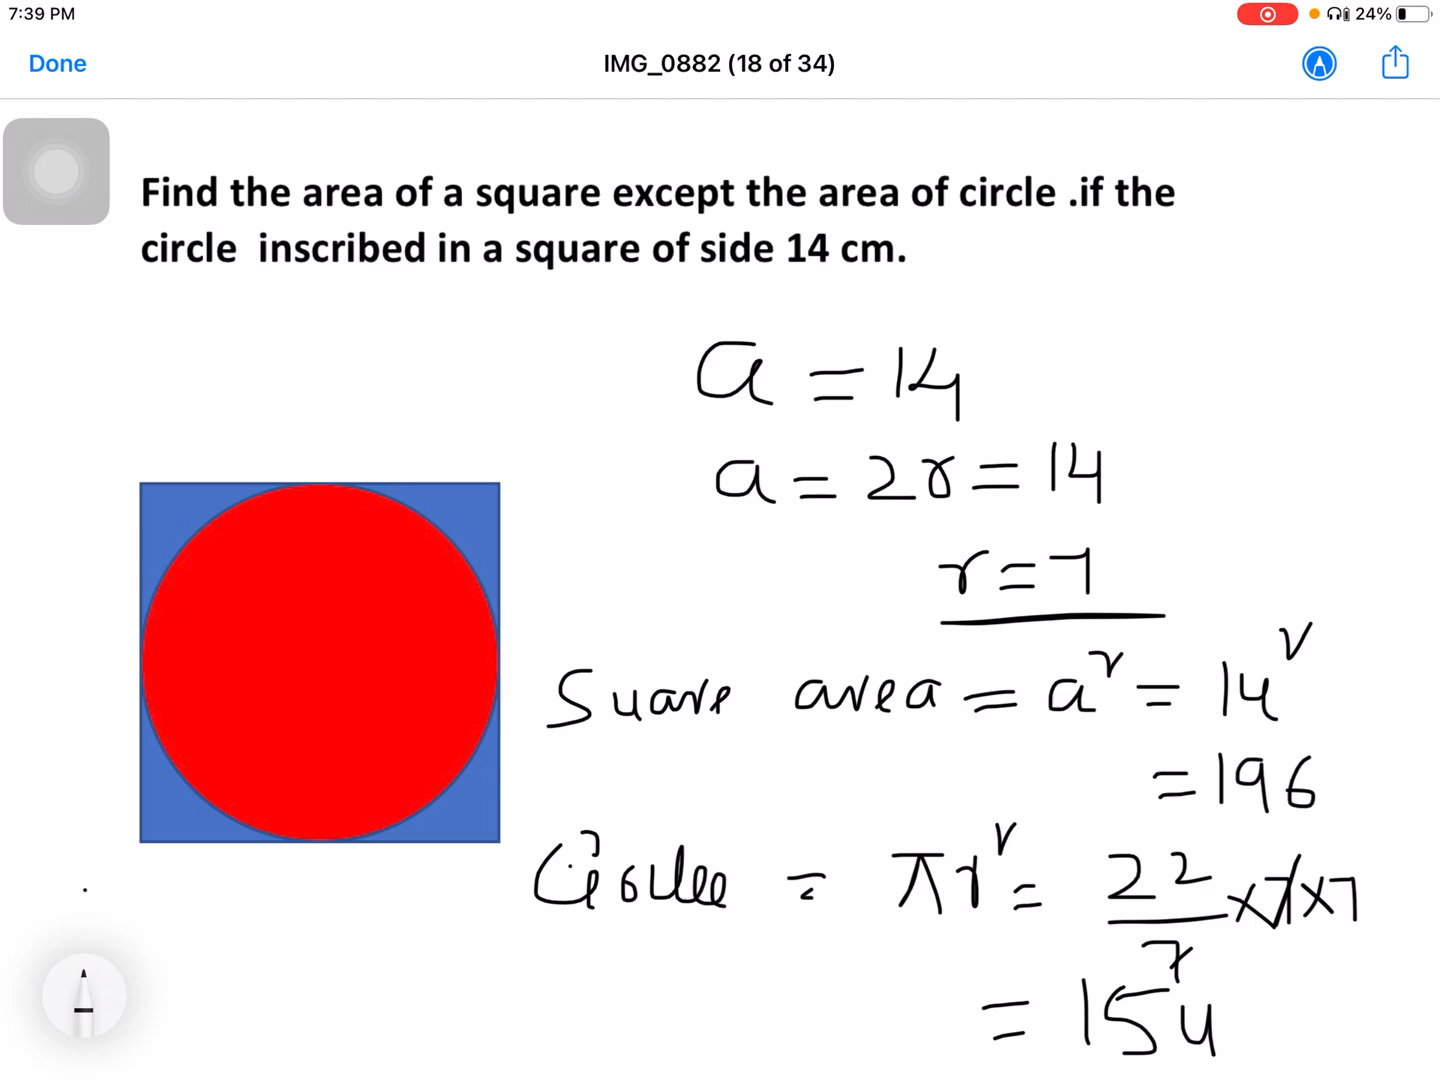 7:39 PM
24%
Done
IMG_0882 (18 of 34)
Find the area of a square except the area of circle .if the
circle inscribed in a square of side 14 cm.
a = 14
a = 2r = 14
r = 7
Suare area = a² = 14²
= 196
= πr² = 22/7 × 7 × 7
= 154